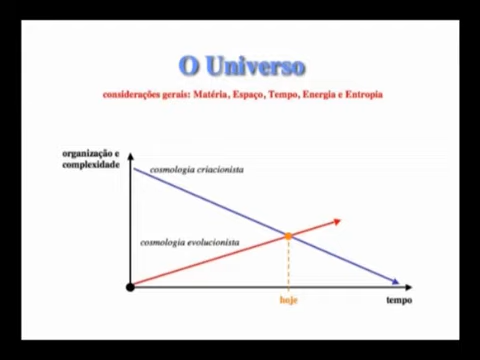 O Universo
considerações gerais: Matéria, Espaço, Tempo, Energia e Entropia
organização e
complexidade
cosmologia criacionista
cosmologia evolucionista
hoje
tempo